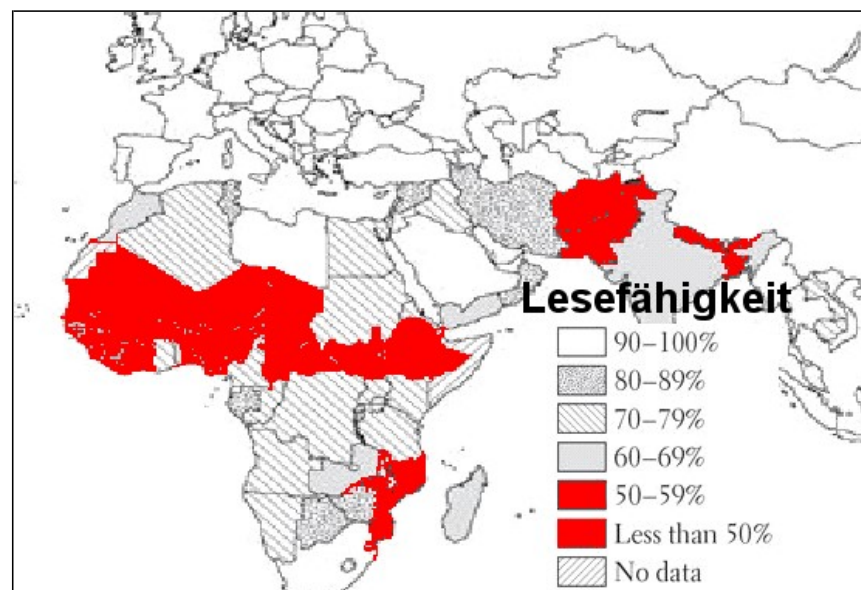 Lesefähigkeit
90–100%
80–89%
70–79%
60–69%
50–59%
Less than 50%
No data